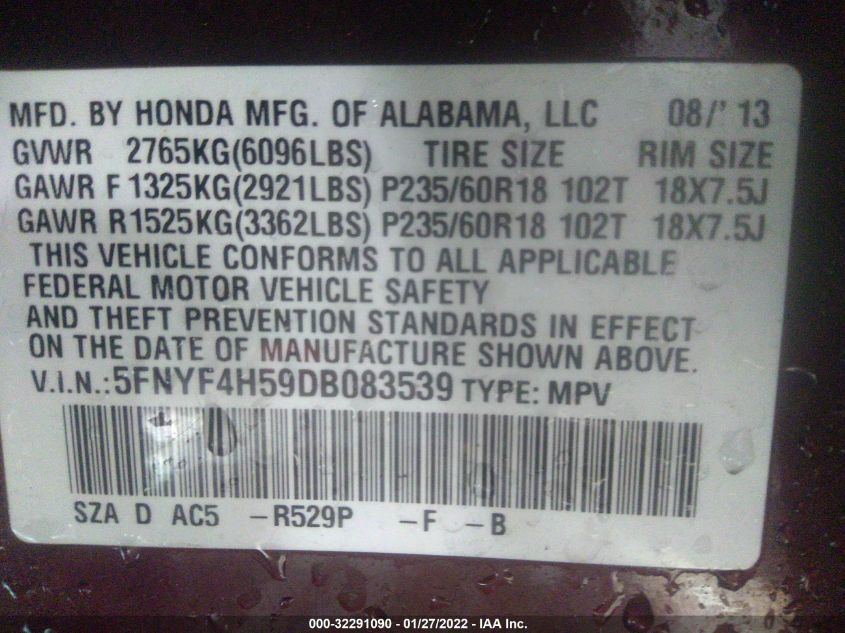 MFD. BY HONDA MFG. OF ALABAMA, LLC 08/' 13
GVWR 2765KG(6096LBS) TIRE SIZE RIM SIZE
GAWR F 1325KG(2921LBS) P235/60R18 102T 18X7.5J
GAWR R1525KG(3362LBS) P235/60R18 102T 18X7.5J
THIS VEHICLE CONFORMS TO ALL APPLICABLE
FEDERAL MOTOR VEHICLE SAFETY
AND THEFT PREVENTION STANDARDS IN EFFECT
ON THE DATE OF MANUFACTURE SHOWN ABOVE.
V.I.N.:5FNYF4H59DB083539 TYPE: MPV
SZA D AC5 -R529P -F -B
000-32291090 - 01/27/2022 - IAA Inc.